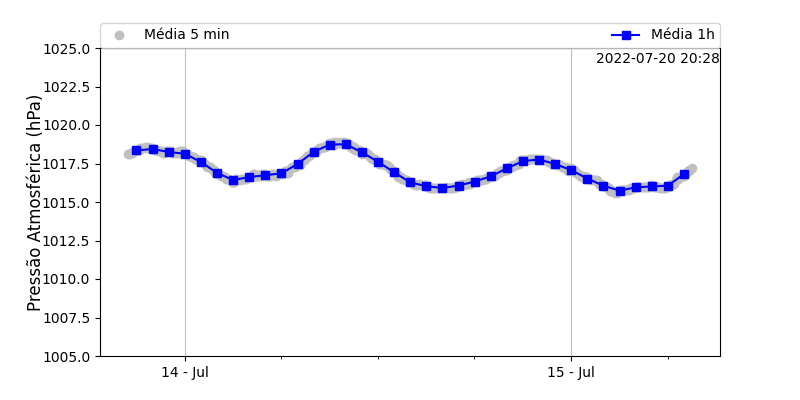 Média 5 min
Média 1h
2022-07-20 20:28
Pressão Atmosférica (hPa)
1025.0
1022.5
1020.0
1017.5
1015.0
1012.5
1010.0
1007.5
1005.0
14 - Jul
15 - Jul